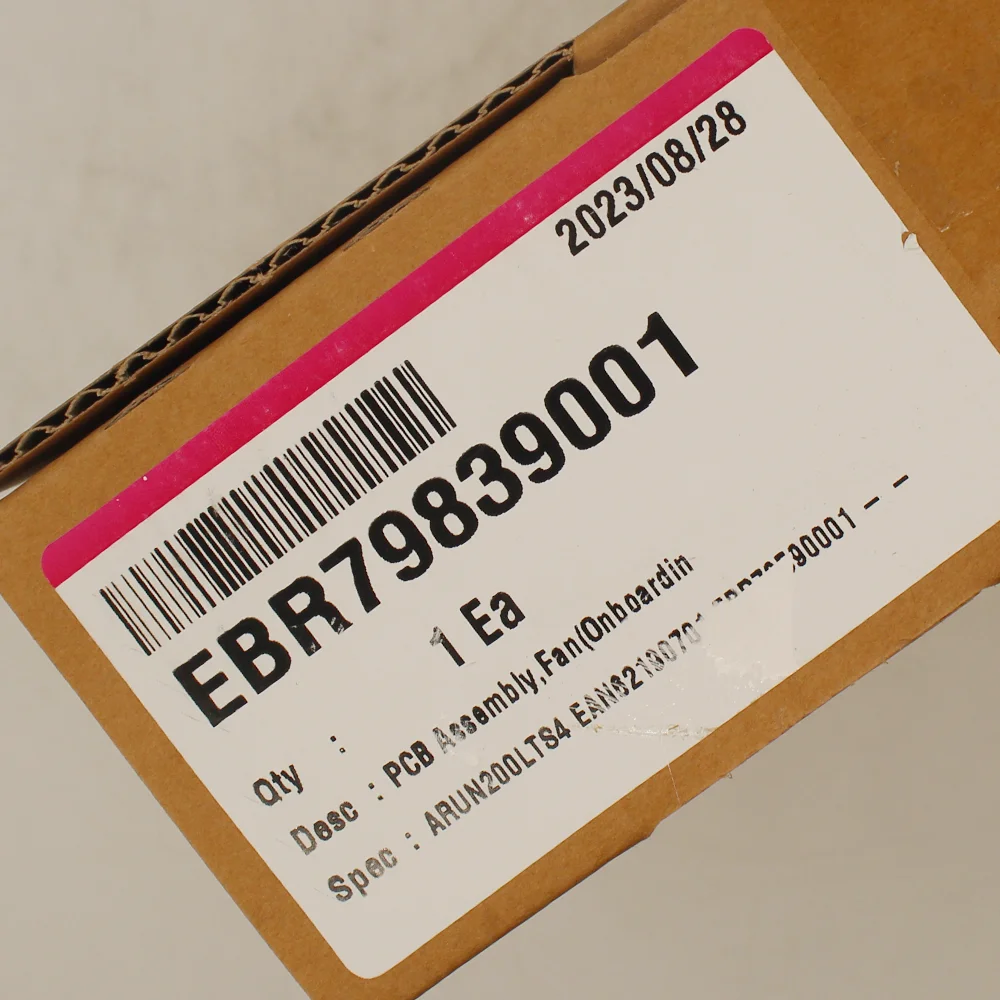 2023/08/28
EBR79839001
Qty : 1 Ea
Desc : PCB Assembly,Fan(Onboardin
Spec : ARUN200LTS4 - -